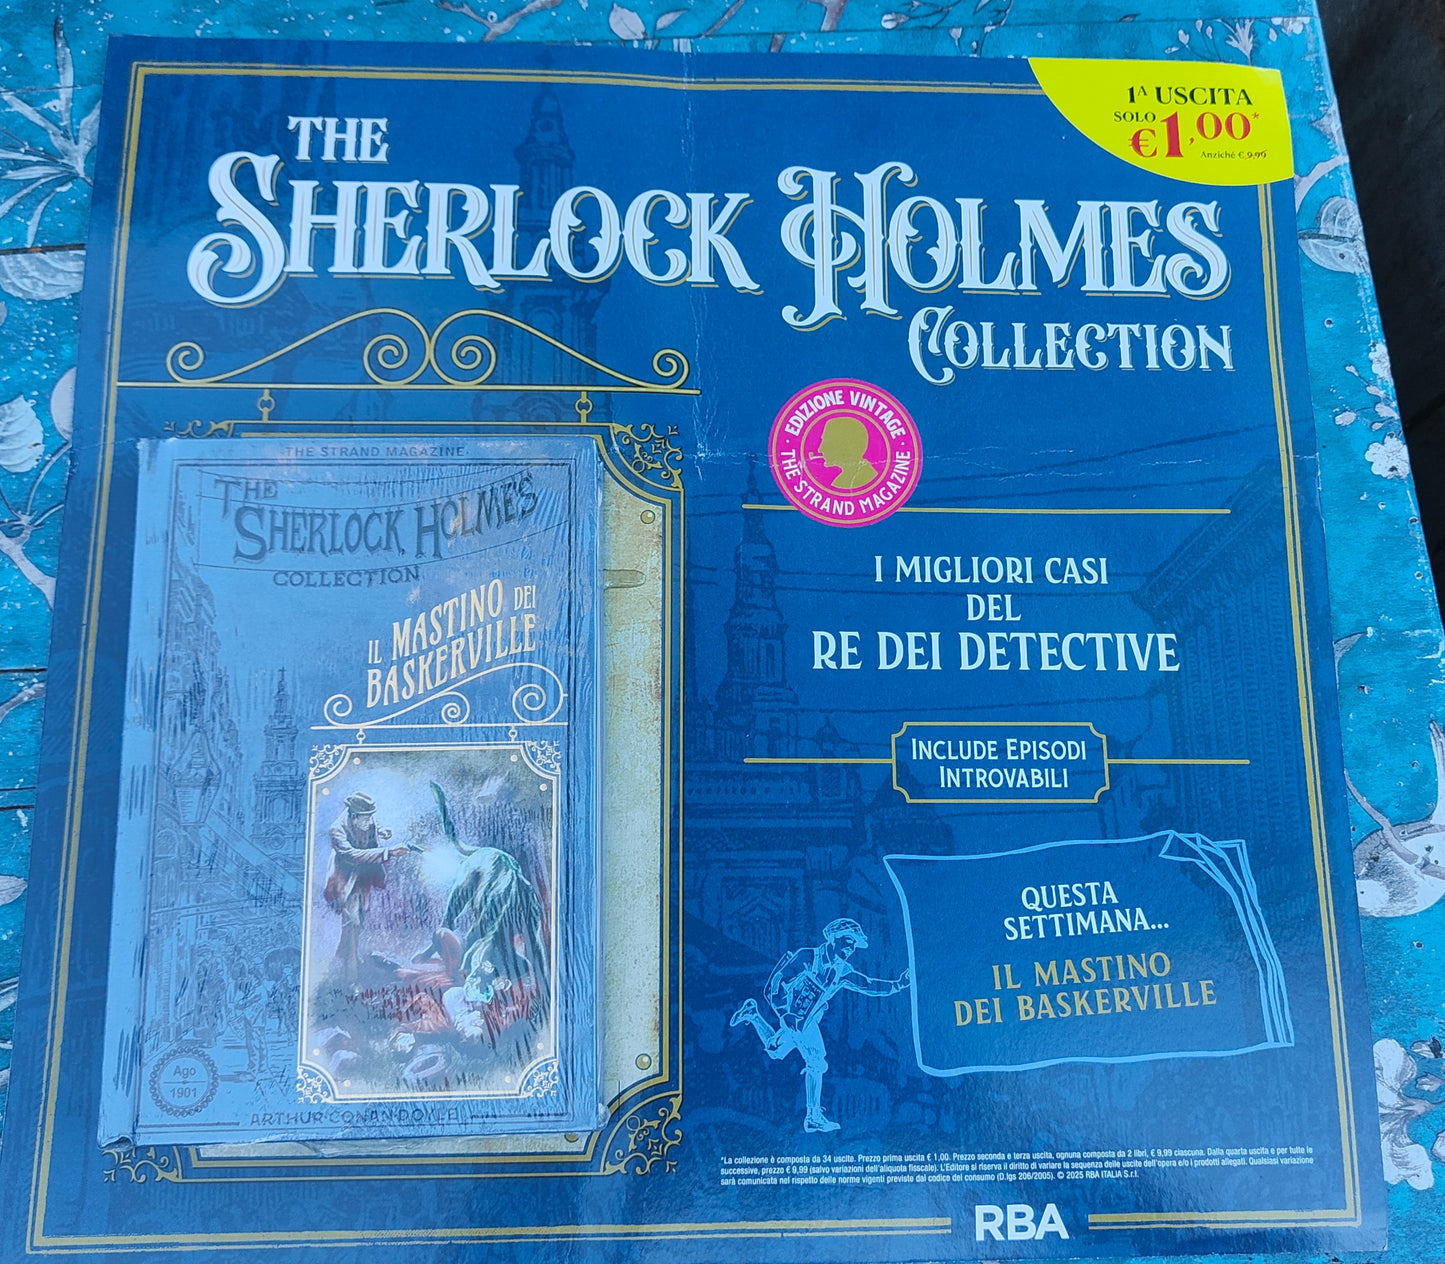 1ᴬ USCITA
SOLO
€1,00*
Anziché € 9,99
THE
SHERLOCK HOLMES
COLLECTION
EDIZIONE VINTAGE
THE STRAND MAGAZINE
THE STRAND MAGAZINE
THE
SHERLOCK HOLMES
COLLECTION
IL MASTINO DEI
BASKERVILLE
Ago
1901
ARTHUR CONAN DOYLE
I MIGLIORI CASI
DEL
RE DEI DETECTIVE
INCLUDE EPISODI
INTROVABILI
QUESTA
SETTIMANA...
IL MASTINO
DEI BASKERVILLE
*La collezione è composta da 34 uscite. Prezzo prima uscita € 1,00. Prezzo seconda e terza uscita, ognuna composta da 2 libri, € 9,99 ciascuna. Dalla quarta uscita e per tutte le
successive, prezzo € 9,99 (salvo variazioni dell'aliquota fisscale). L'Editore si riserva il diritto di variare la sequenza delle uscite dell'opera e/o i prodotti allegati. Qualsiasi variazione
sarà comunicata nel rispetto delle norme vigenti previste dal codice del consumo (D.lgs 206/2005). © 2025 RBA ITALIA S.r.l.
RBA